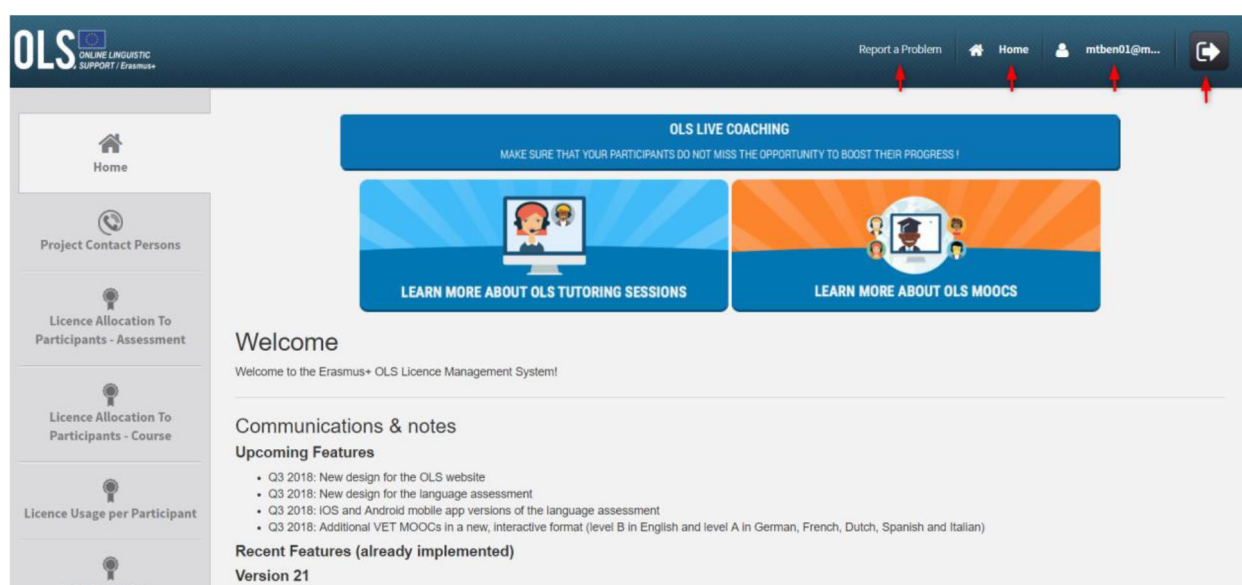 OLS
ONLINE LINGUISTIC
SUPPORT / Erasmus+
Report a Problem
Home
mtben01@m...
Home
Project Contact Persons
Licence Allocation To
Participants - Assessment
Licence Allocation To
Participants - Course
Licence Usage per Participant
OLS LIVE COACHING
MAKE SURE THAT YOUR PARTICIPANTS DO NOT MISS THE OPPORTUNITY TO BOOST THEIR PROGRESS !
LEARN MORE ABOUT OLS TUTORING SESSIONS
LEARN MORE ABOUT OLS MOOCS
Welcome
Welcome to the Erasmus+ OLS Licence Management System!
Communications & notes
Upcoming Features
• Q3 2018: New design for the OLS website
• Q3 2018: New design for the language assessment
• Q3 2018: iOS and Android mobile app versions of the language assessment
• Q3 2018: Additional VET MOOCs in a new, interactive format (level B in English and level A in German, French, Dutch, Spanish and Italian)
Recent Features (already implemented)
Version 21